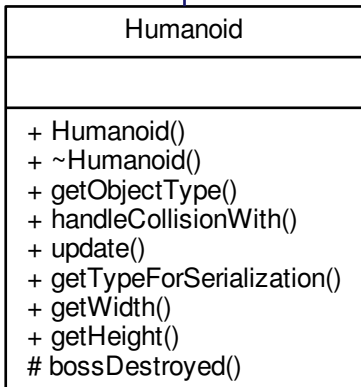 Humanoid
+ Humanoid()
+ ~Humanoid()
+ getObjectType()
+ handleCollisionWith()
+ update()
+ getTypeForSerialization()
+ getWidth()
+ getHeight()
# bossDestroyed()